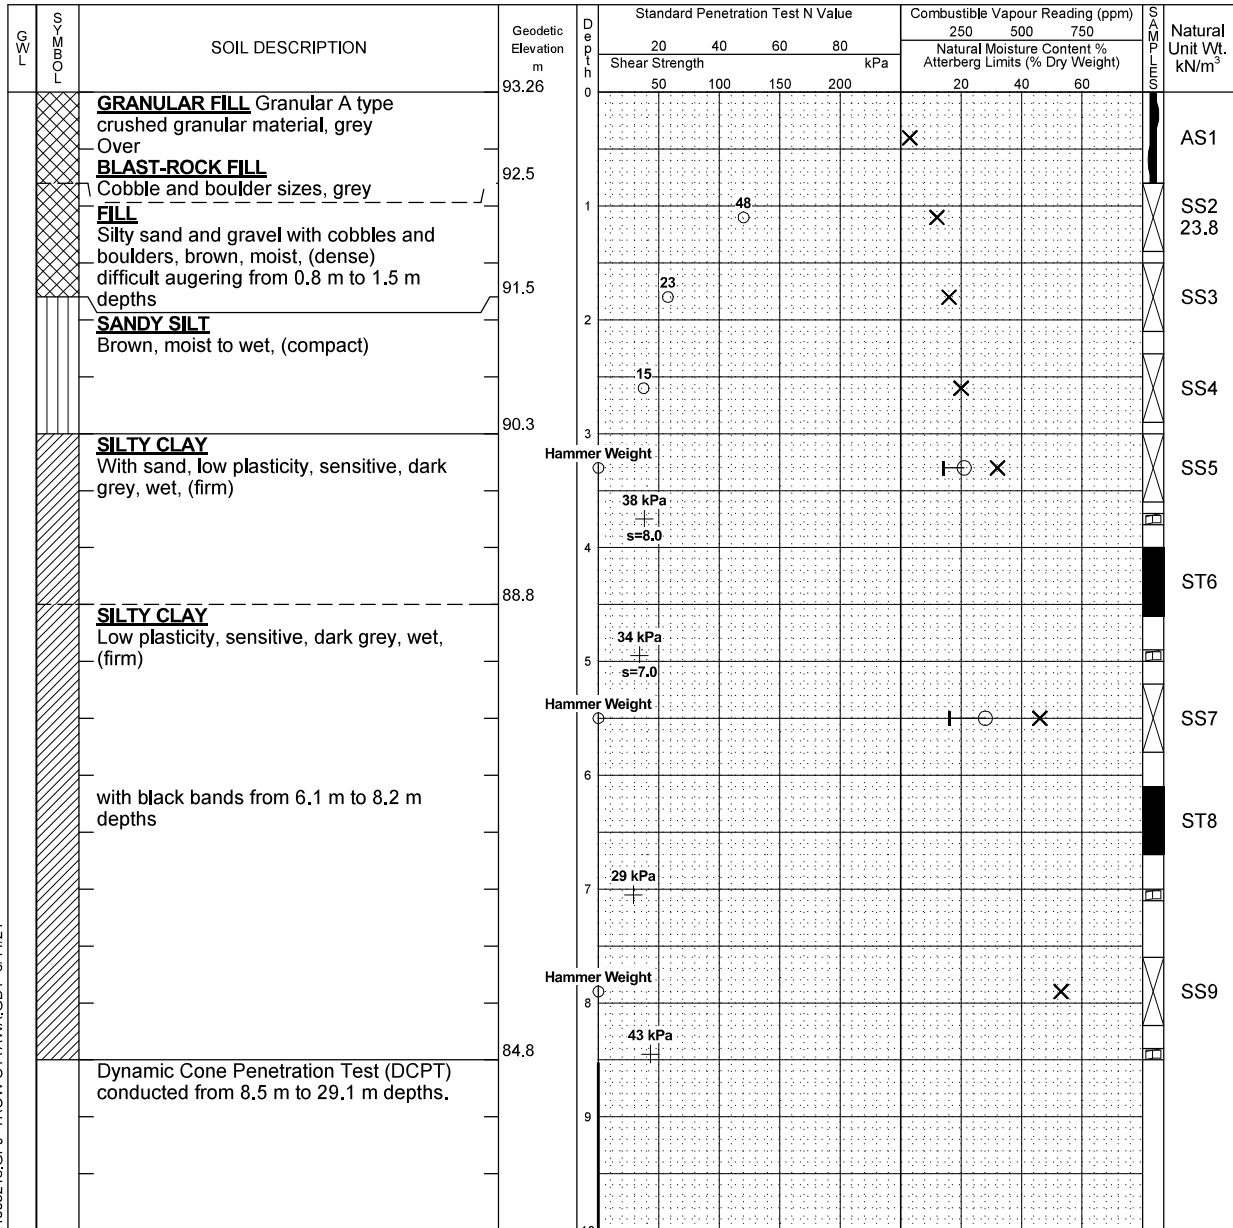 GWL
SYMBOL
SOIL DESCRIPTION
Geodetic
Elevation
m
Depth
Standard Penetration Test N Value
20 40 60 80
Shear Strength kPa
50 100 150 200
Combustible Vapour Reading (ppm)
250 500 750
Natural Moisture Content %
Atterberg Limits (% Dry Weight)
20 40 60
SAMPLES
Natural
Unit Wt.
kN/m³
93.26
0
GRANULAR FILL Granular A type
crushed granular material, grey
Over
BLAST-ROCK FILL
Cobble and boulder sizes, grey
92.5
AS1
FILL
Silty sand and gravel with cobbles and
boulders, brown, moist, (dense)
difficult augering from 0.8 m to 1.5 m
depths
91.5
1
48
SS2
23.8
23
SS3
SANDY SILT
Brown, moist to wet, (compact)
2
15
SS4
90.3
3
SILTY CLAY
With sand, low plasticity, sensitive, dark
grey, wet, (firm)
Hammer Weight
SS5
38 kPa
s=8.0
4
ST6
88.8
SILTY CLAY
Low plasticity, sensitive, dark grey, wet,
(firm)
34 kPa
5
s=7.0
Hammer Weight
SS7
6
with black bands from 6.1 m to 8.2 m
depths
ST8
29 kPa
7
Hammer Weight
SS9
8
43 kPa
84.8
Dynamic Cone Penetration Test (DCPT)
conducted from 8.5 m to 29.1 m depths.
9